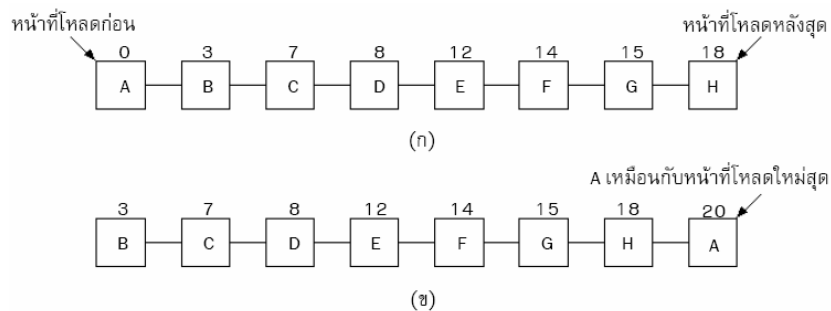 หน้าที่โหลดก่อน
หน้าที่โหลดหลังสุด
0 3 7 8 12 14 15 18
A B C D E F G H
(ก)
A เหมือนกับหน้าที่โหลดใหม่สุด
3 7 8 12 14 15 18 20
B C D E F G H A
(ข)